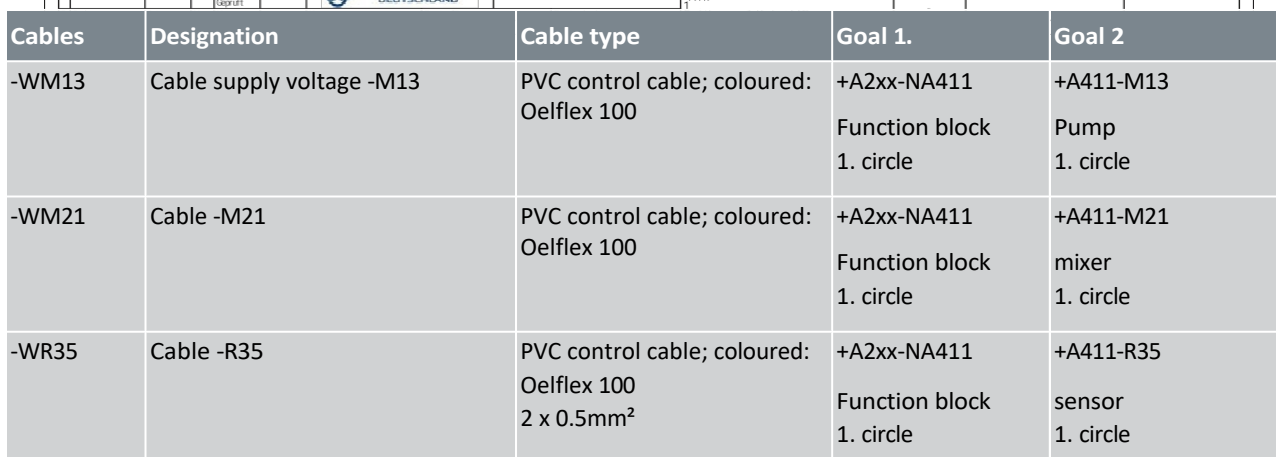 Geprüft
DEUTSCHLAND
Cables Designation Cable type Goal 1. Goal 2
-WM13 Cable supply voltage -M13 PVC control cable; coloured: +A2xx-NA411 +A411-M13
Oelflex 100
Function block Pump
1. circle 1. circle
-WM21 Cable -M21 PVC control cable; coloured: +A2xx-NA411 +A411-M21
Oelflex 100
Function block mixer
1. circle 1. circle
-WR35 Cable -R35 PVC control cable; coloured: +A2xx-NA411 +A411-R35
Oelflex 100
2 x 0.5mm²
Function block sensor
1. circle 1. circle